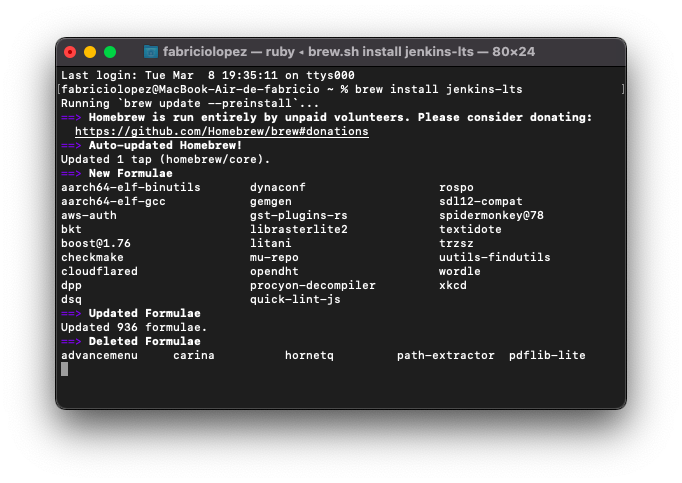 fabriciolopez — ruby ◂ brew.sh install jenkins-lts — 80×24
Last login: Tue Mar  8 19:35:11 on ttys000
[fabriciolopez@MacBook-Air-de-fabricio ~ % brew install jenkins-lts ]
Running `brew update --preinstall`...
==> Homebrew is run entirely by unpaid volunteers. Please consider donating:
  https://github.com/Homebrew/brew#donations
==> Auto-updated Homebrew!
Updated 1 tap (homebrew/core).
==> New Formulae
aarch64-elf-binutils       dynaconf                   rospo
aarch64-elf-gcc            gemgen                     sdl12-compat
aws-auth                   gst-plugins-rs             spidermonkey@78
bkt                        librasterlite2             textidote
boost@1.76                 litani                     trzsz
checkmake                  mu-repo                    uutils-findutils
cloudflared                opendht                    wordle
dpp                        procyon-decompiler         xkcd
dsq                        quick-lint-js
==> Updated Formulae
Updated 936 formulae.
==> Deleted Formulae
advancemenu     carina          hornetq         path-extractor  pdflib-lite